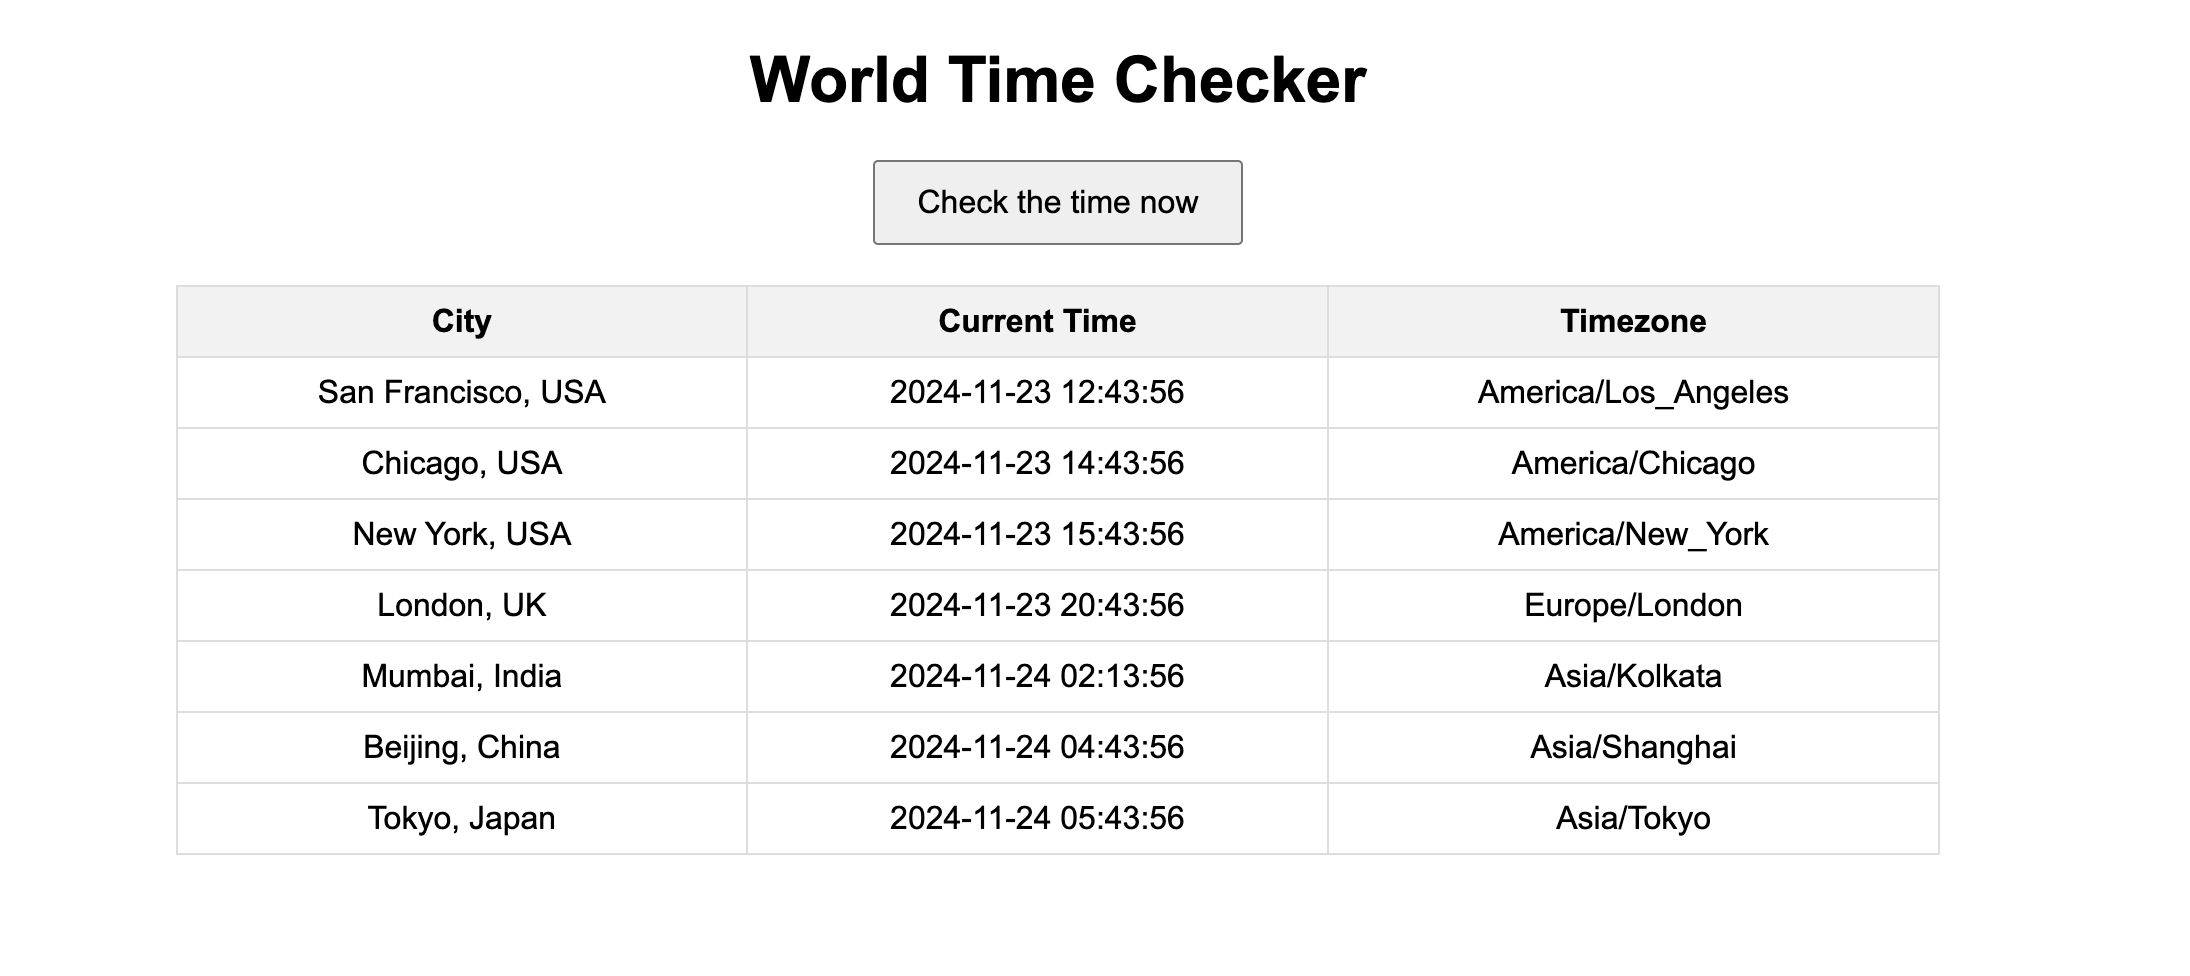 World Time Checker
Check the time now
City Current Time Timezone
San Francisco, USA 2024-11-23 12:43:56 America/Los_Angeles
Chicago, USA 2024-11-23 14:43:56 America/Chicago
New York, USA 2024-11-23 15:43:56 America/New_York
London, UK 2024-11-23 20:43:56 Europe/London
Mumbai, India 2024-11-24 02:13:56 Asia/Kolkata
Beijing, China 2024-11-24 04:43:56 Asia/Shanghai
Tokyo, Japan 2024-11-24 05:43:56 Asia/Tokyo